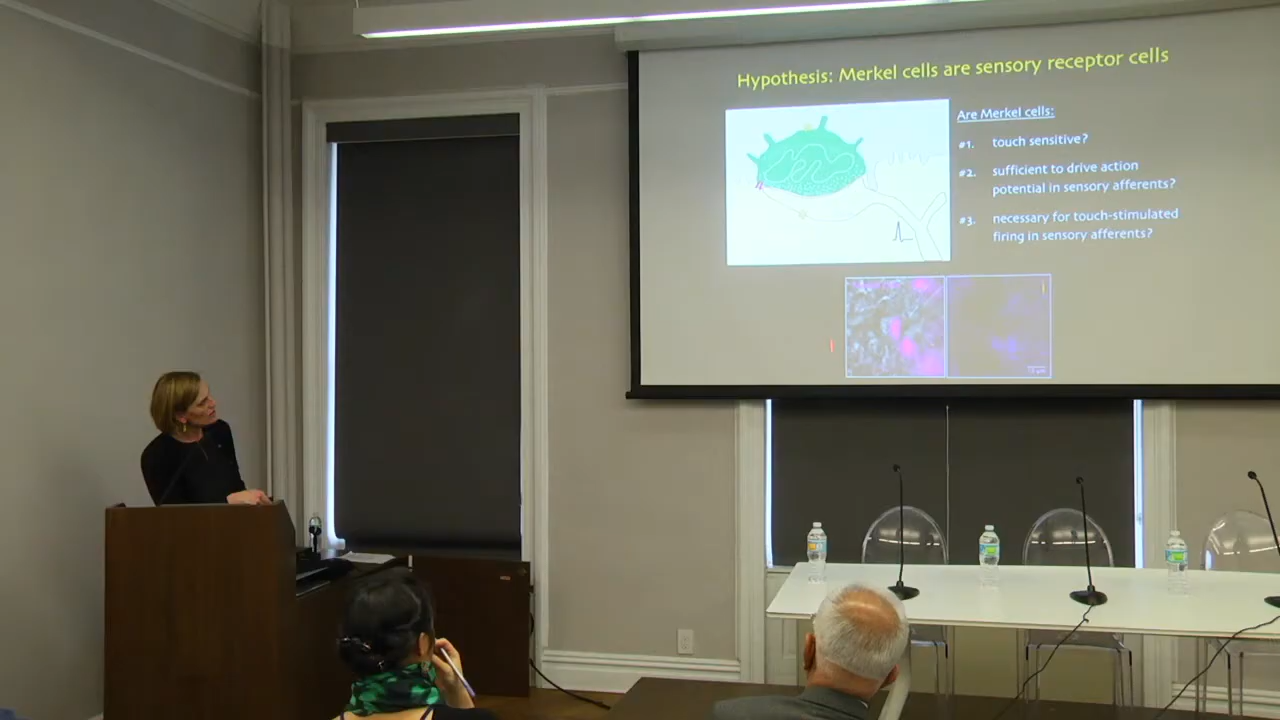 Hypothesis: Merkel cells are sensory receptor cells
Are Merkel cells:
#1. touch sensitive?
#2. sufficient to drive action
potential in sensory afferents?
#3. necessary for touch-stimulated
firing in sensory afferents?